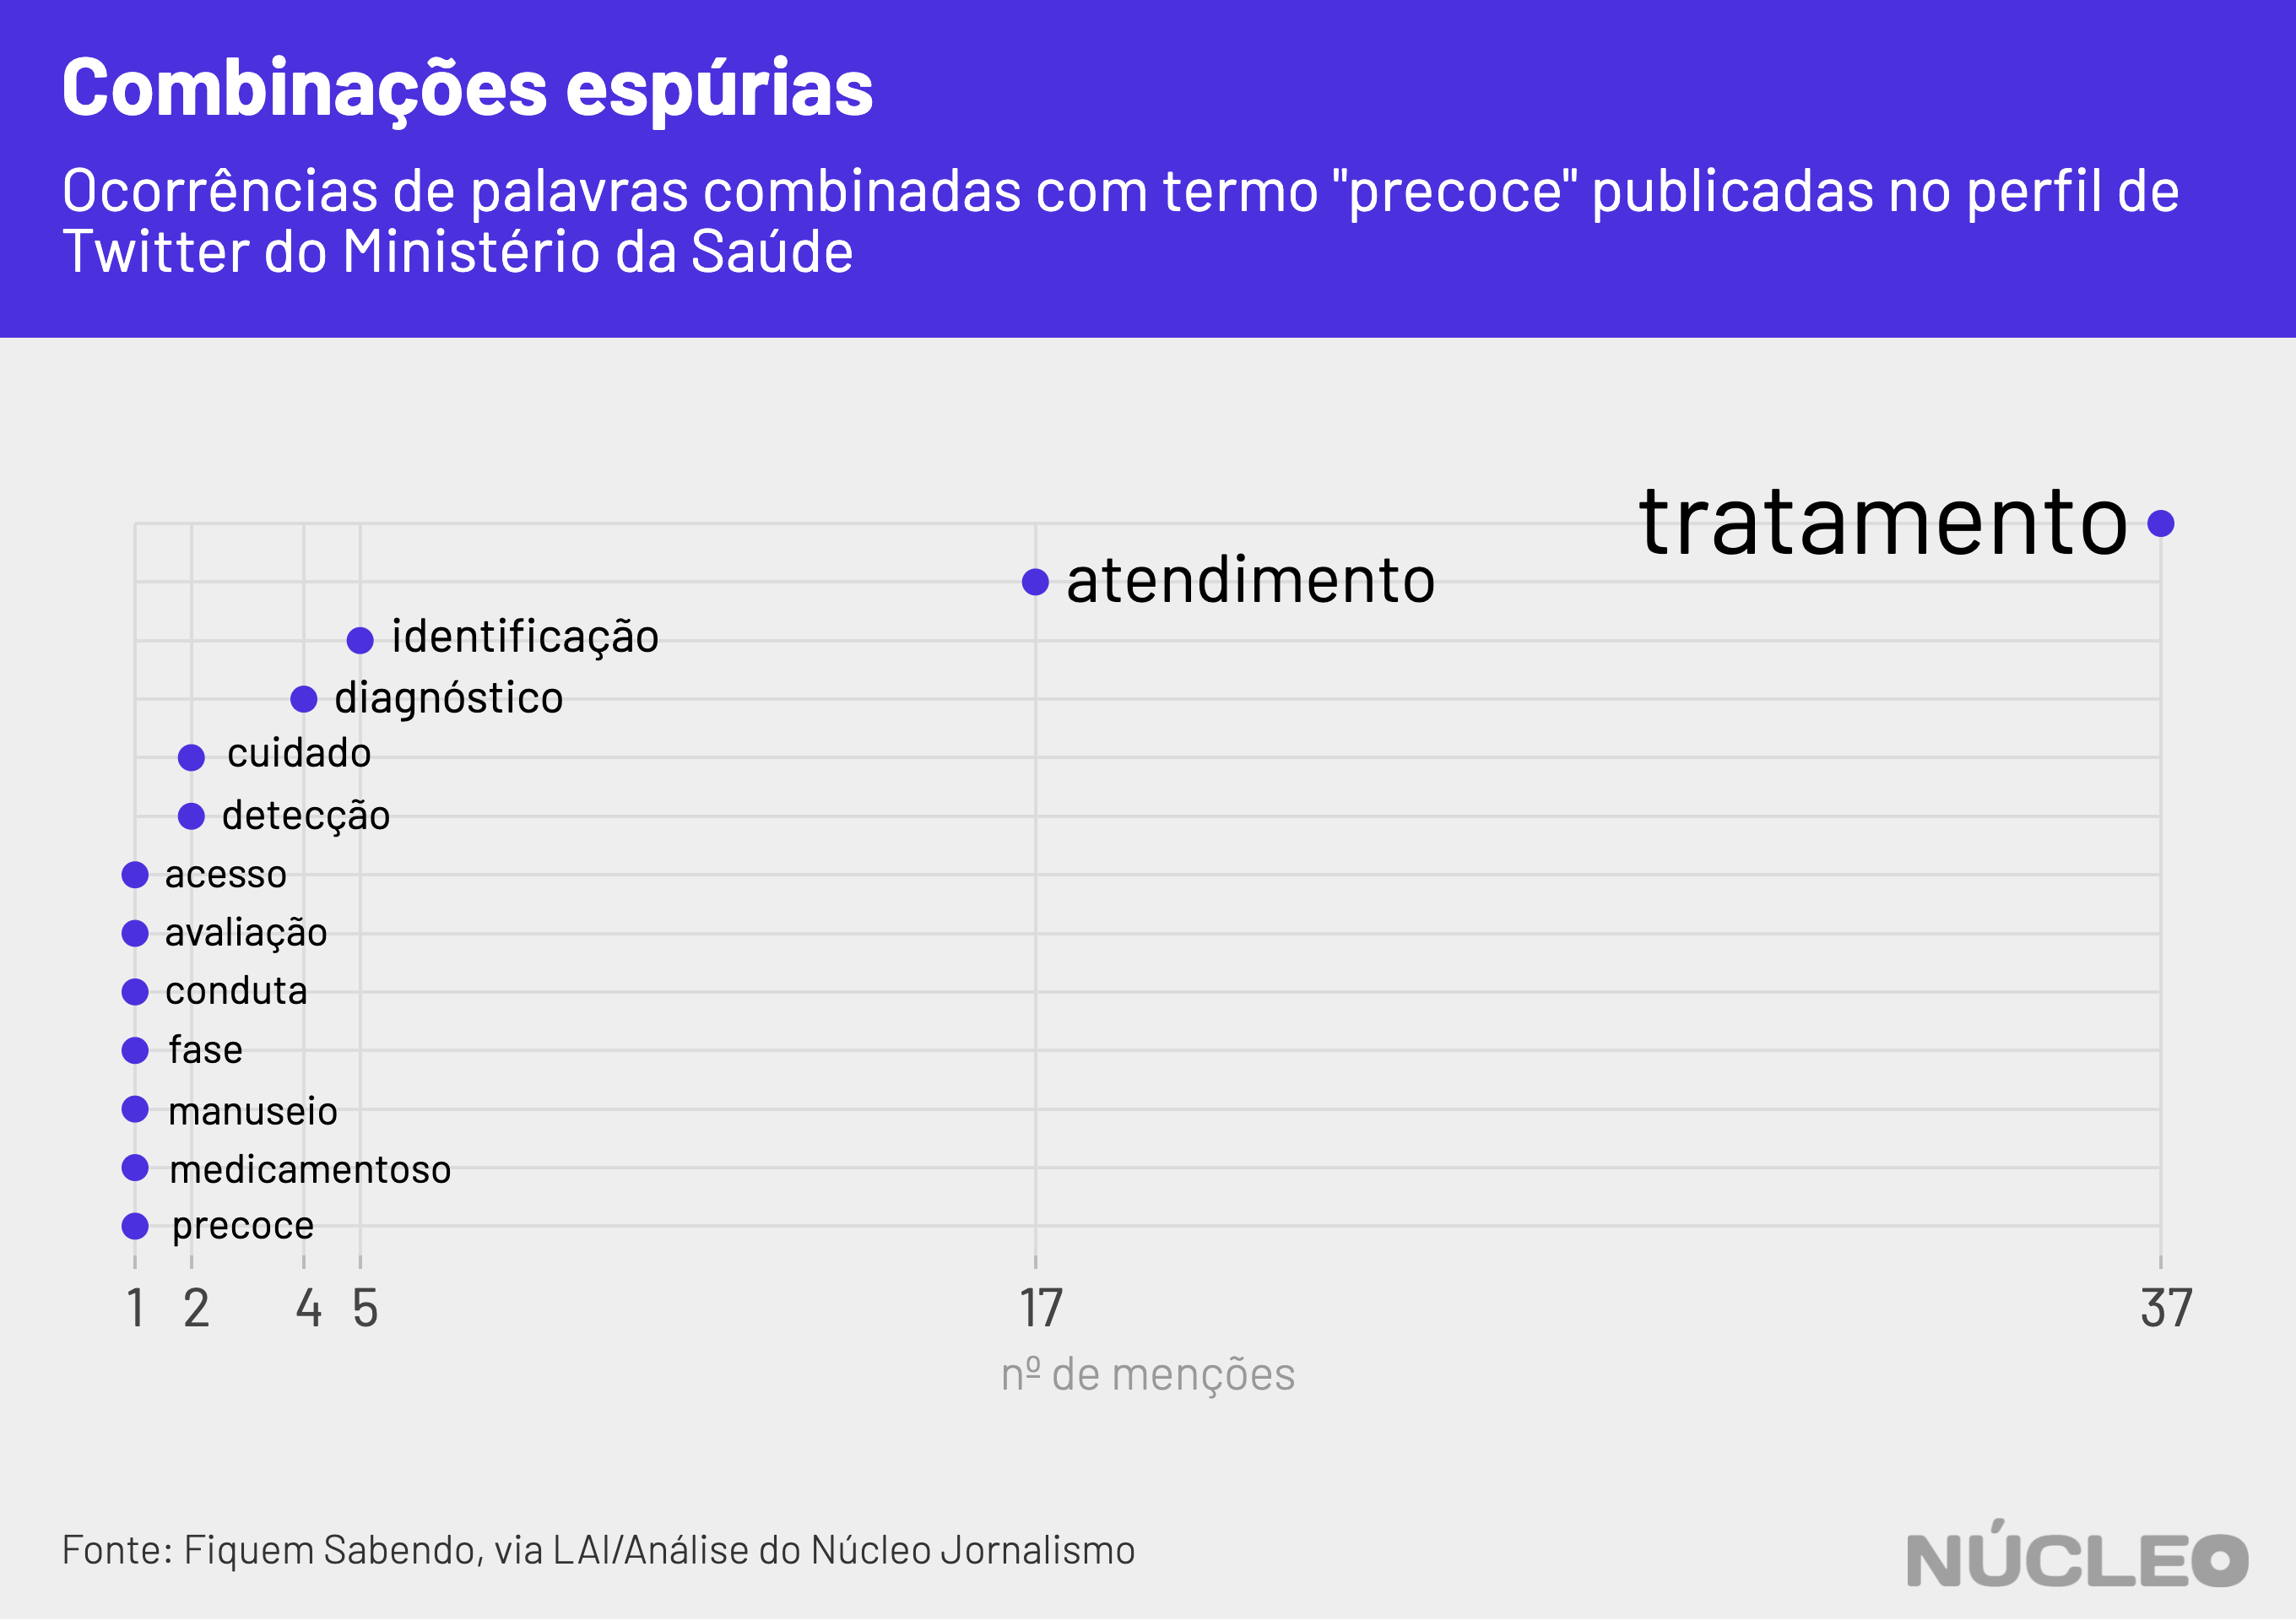 Combinações espúrias
Ocorrências de palavras combinadas com termo "precoce" publicadas no perfil de
Twitter do Ministério da Saúde
tratamento
atendimento
identificação
diagnóstico
cuidado
detecção
acesso
avaliação
conduta
fase
manuseio
medicamentoso
precoce
1 2 4 5 17 37
nº de menções
Fonte: Fiquem Sabendo, via LAI/Análise do Núcleo Jornalismo
NÚCLEO